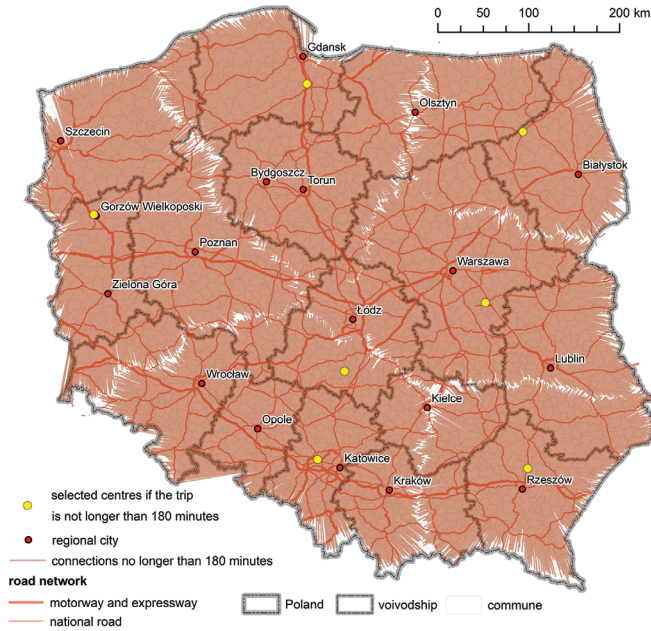 0 50 100 200 km
Gdansk
Olsztyn
Szczecin
Białystok
Bydgoszcz
Torun
Gorzów Wielkoposki
Poznan
Warszawa
Zielona Góra
Łódz
Lublin
Wrocław
Kielce
Opole
Katowice
Kraków
Rzeszów
selected centres if the trip
is not longer than 180 minutes
regional city
connections no longer than 180 minutes
road network
motorway and expressway
national road
Poland
voivodship
commune